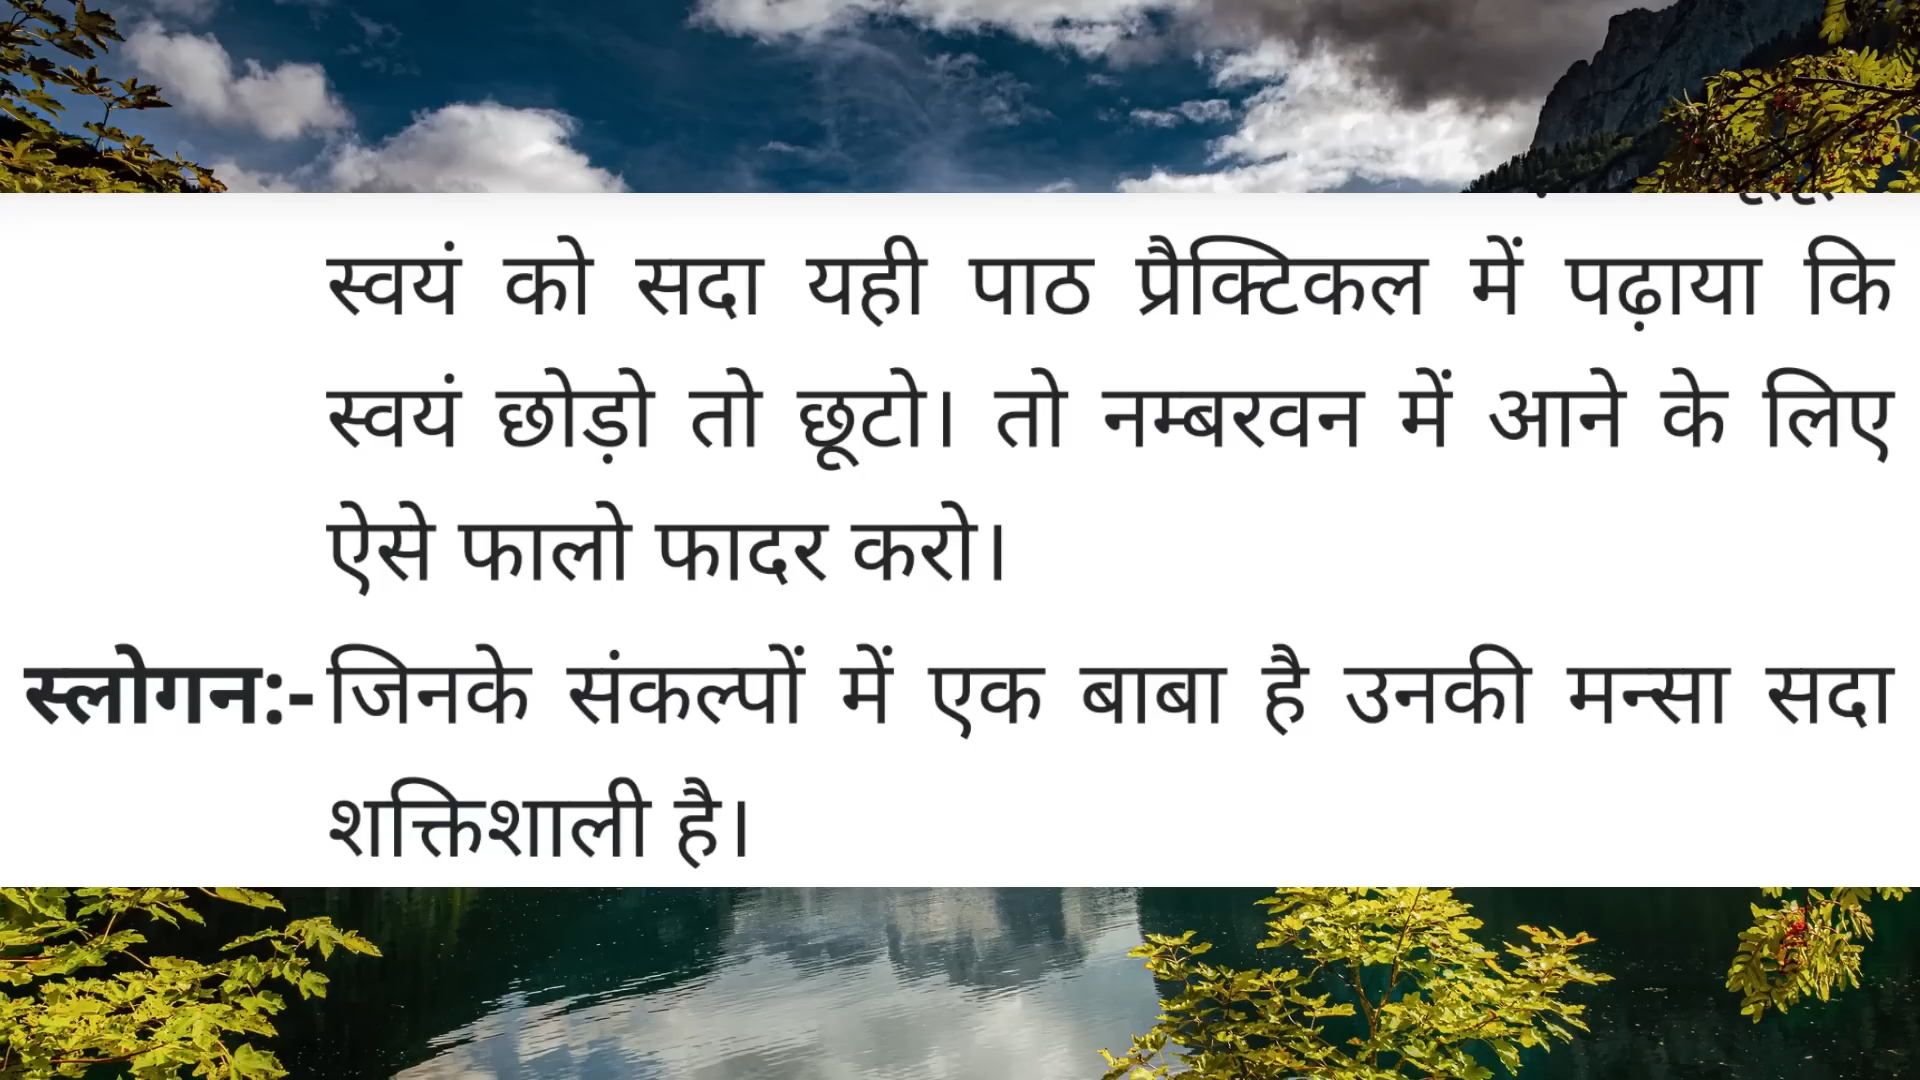 स्वयं को सदा यही पाठ प्रैक्टिकल में पढ़ाया कि
स्वयं छोड़ो तो छूटो। तो नम्बरवन में आने के लिए
ऐसे फालो फादर करो।
स्लोगन:- जिनके संकल्पों में एक बाबा है उनकी मन्सा सदा
शक्तिशाली है।